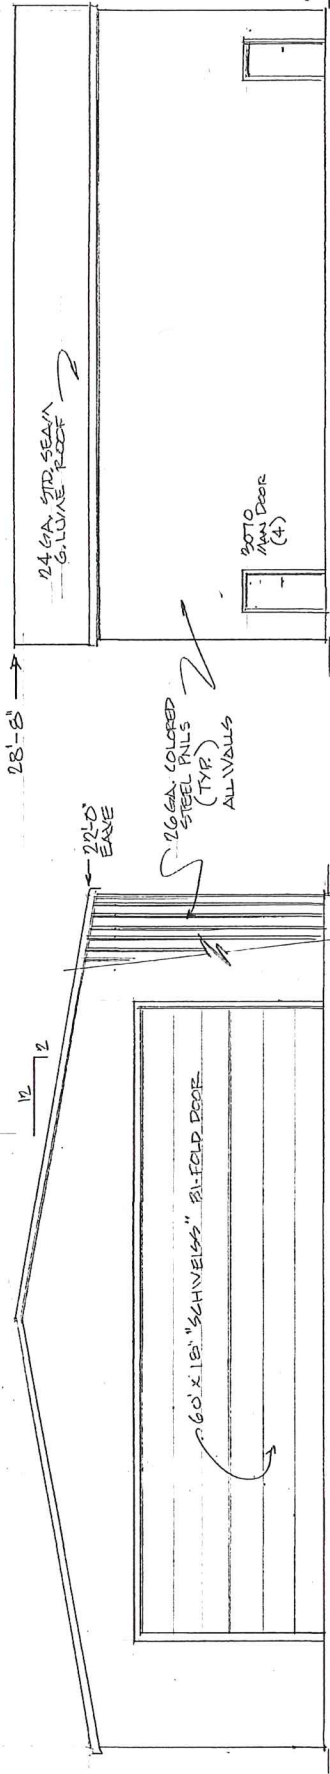 12
2
60' x 18' "SCHWEISS" BI-FOLD DOOR
22'-0"
EAVE
28'-8"
26 GA. COLORED
STEEL PNLS
(TYP.)
ALL WALLS
24 GA. STD. SEAM
G. LUME ROOF
3070
MAN DOOR
(4)